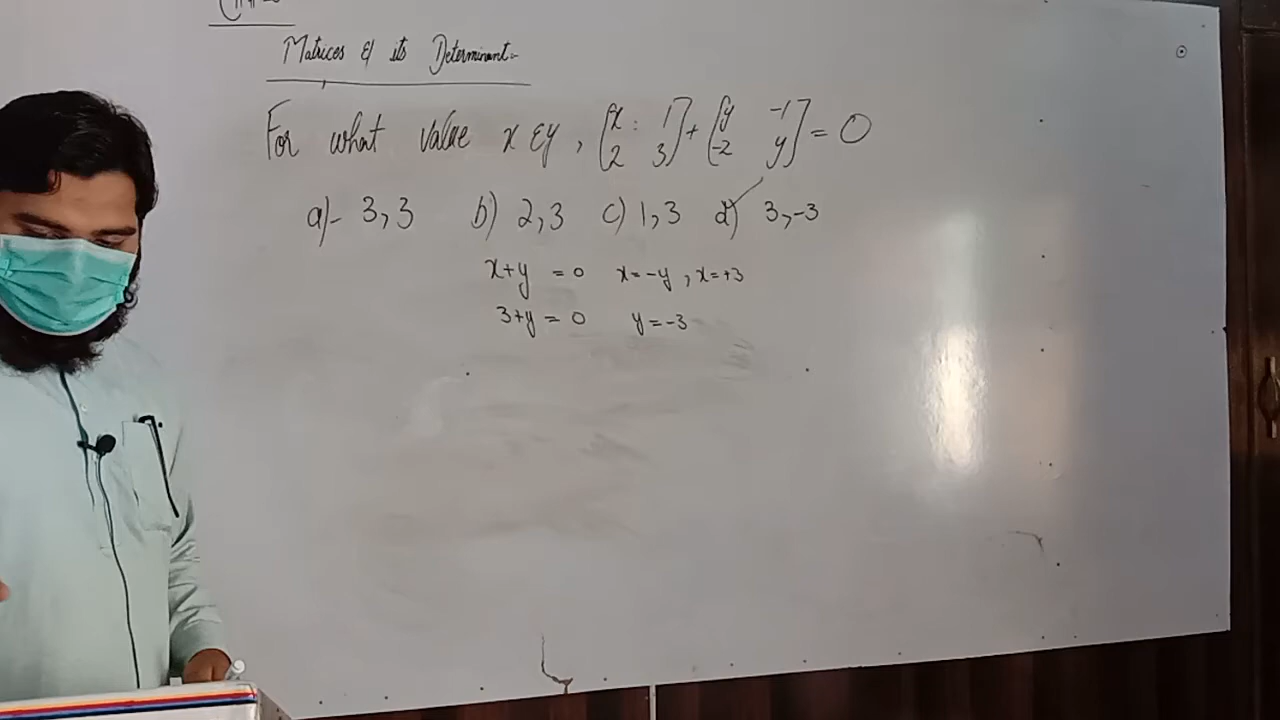 Matrices & its Determinant:-
For what value x & y, [x 1 2 3] + [y -1 -2 y] = 0
a)- 3,3 b) 2,3 c) 1,3 d) 3,-3
x+y = 0 x=-y, x=+3
3+y = 0 y=-3